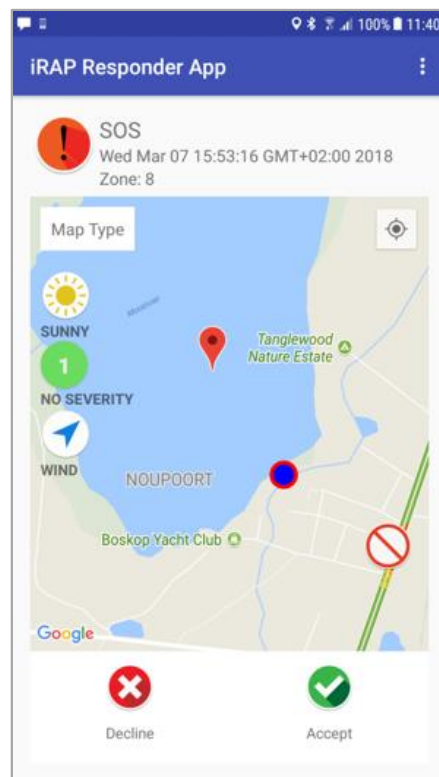 100% 11:40
iRAP Responder App
SOS
Wed Mar 07 15:53:16 GMT+02:00 2018
Zone: 8
Map Type
SUNNY
1
NO SEVERITY
WIND
Tanglewood
Nature Estate
NOUPOORT
Boskop Yacht Club
Google
Decline
Accept